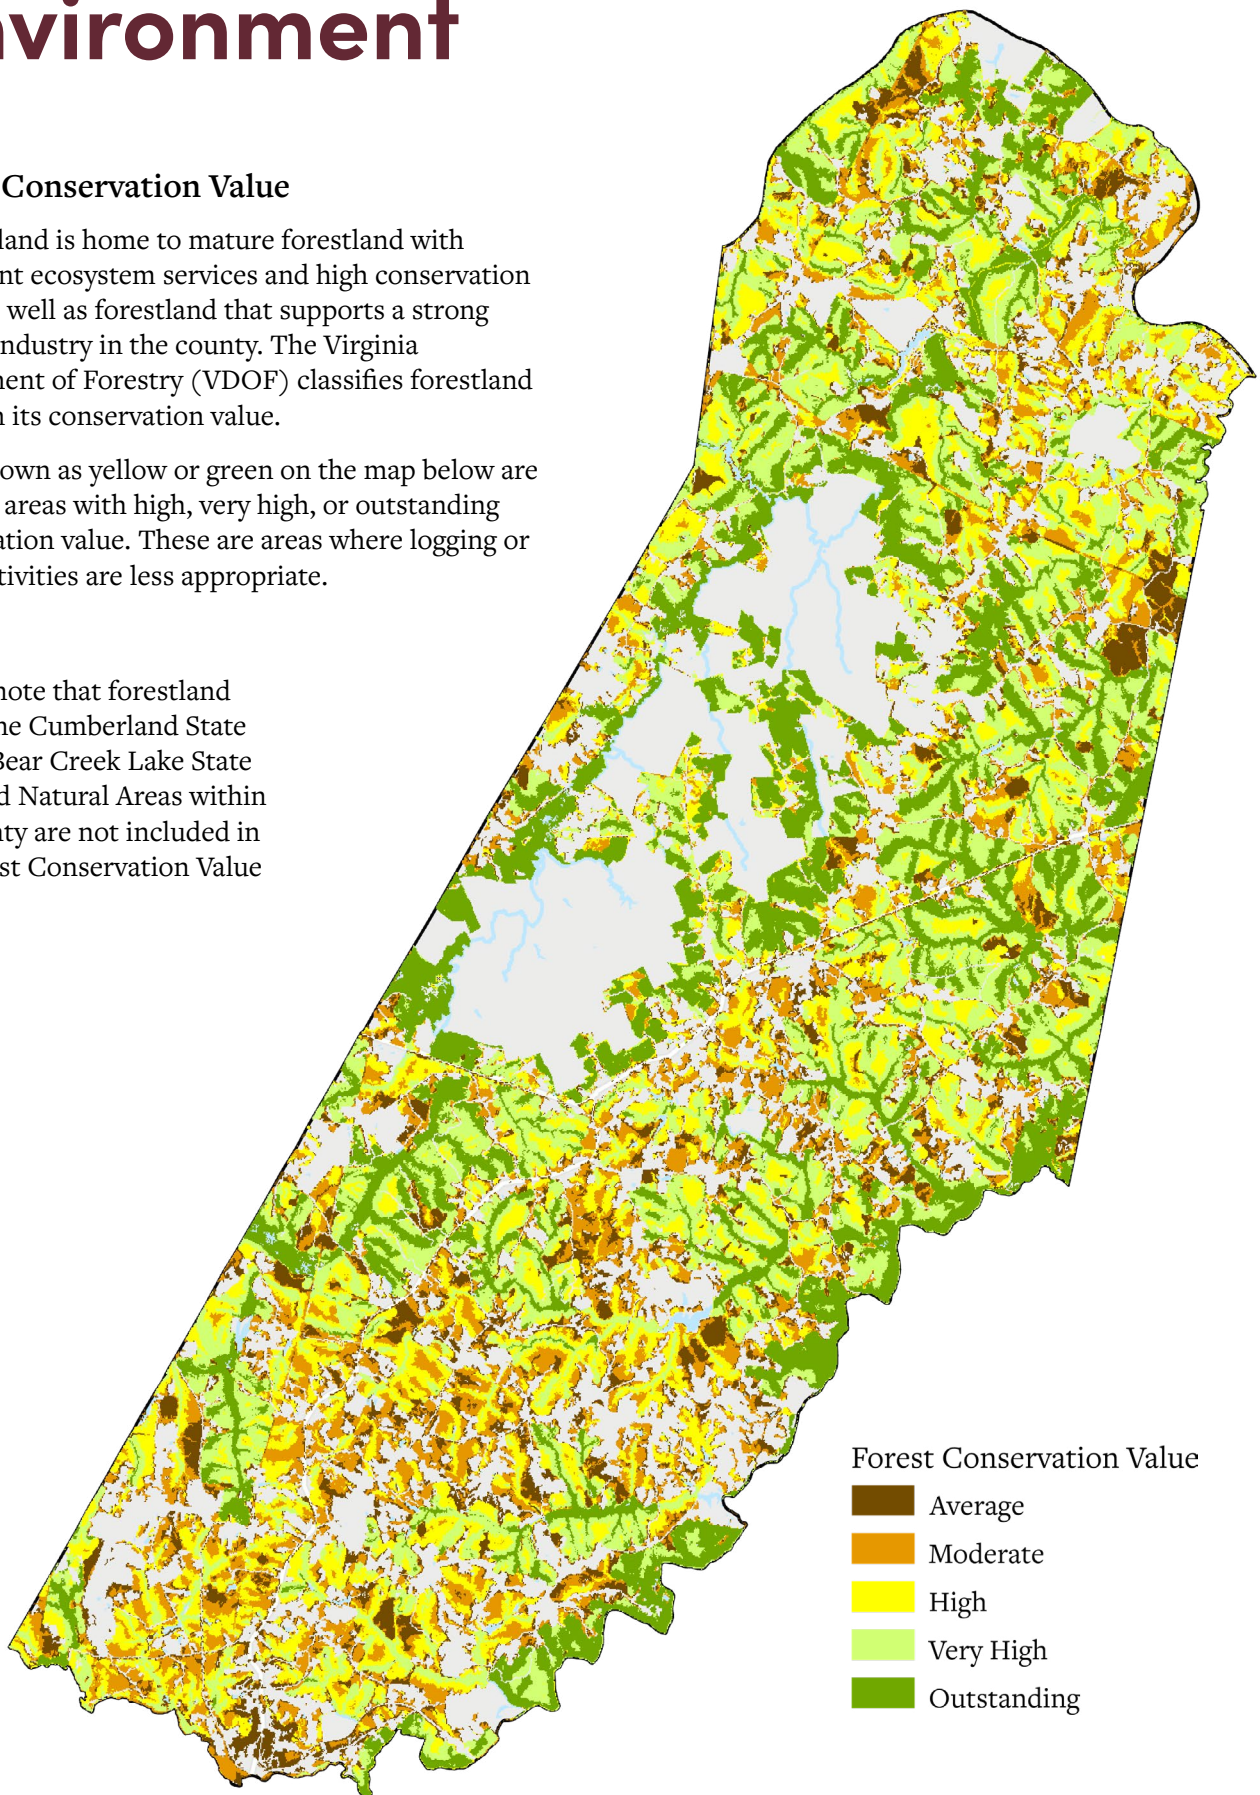 nvironment
Conservation Value
land is home to mature forestland with
nt ecosystem services and high conservation
well as forestland that supports a strong
ndustry in the county. The Virginia
ment of Forestry (VDOF) classifies forestland
n its conservation value.
own as yellow or green on the map below are
areas with high, very high, or outstanding
ation value. These are areas where logging or
tivities are less appropriate.
note that forestland
he Cumberland State
Bear Creek Lake State
d Natural Areas within
nty are not included in
st Conservation Value
Forest Conservation Value
Average
Moderate
High
Very High
Outstanding